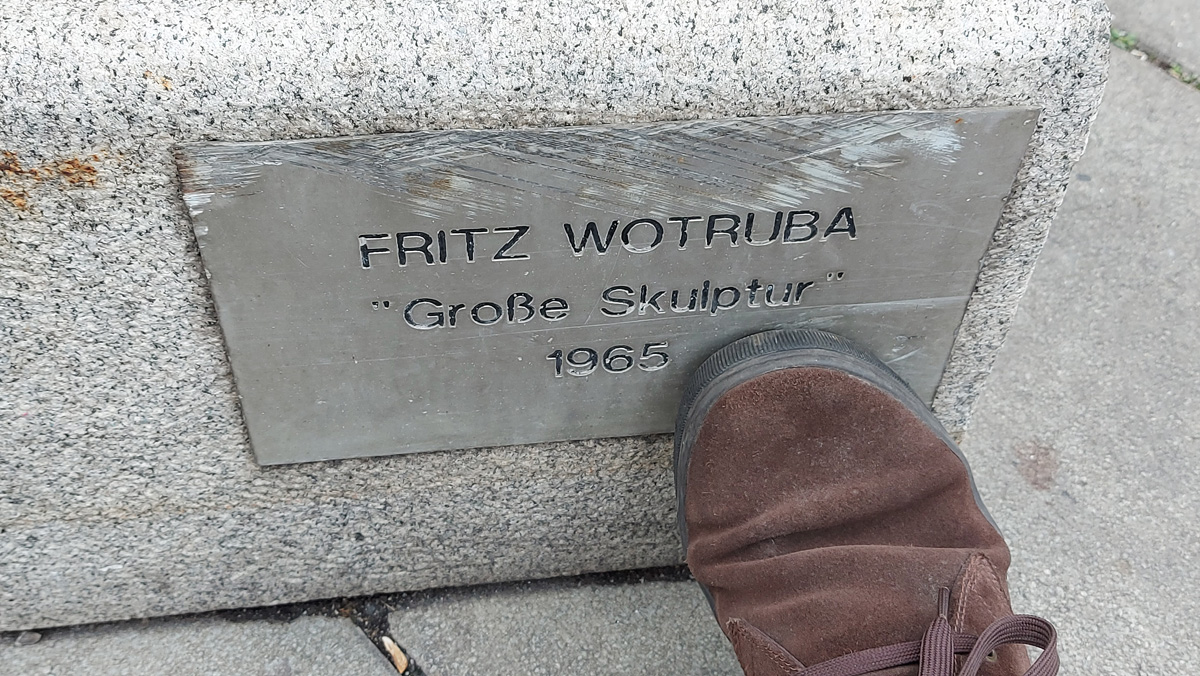 FRITZ WOTRUBA
"Große Skulptur"
1965